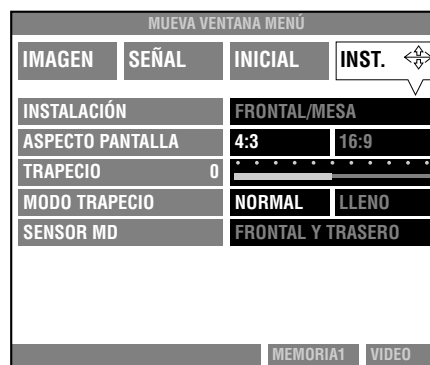 MUEVA VENTANA MENÚ
IMAGEN SEÑAL INICIAL INST.
INSTALACIÓN FRONTAL/MESA
ASPECTO PANTALLA 4:3 16:9
TRAPECIO 0
MODO TRAPECIO NORMAL LLENO
SENSOR MD FRONTAL Y TRASERO
MEMORIA1 VIDEO